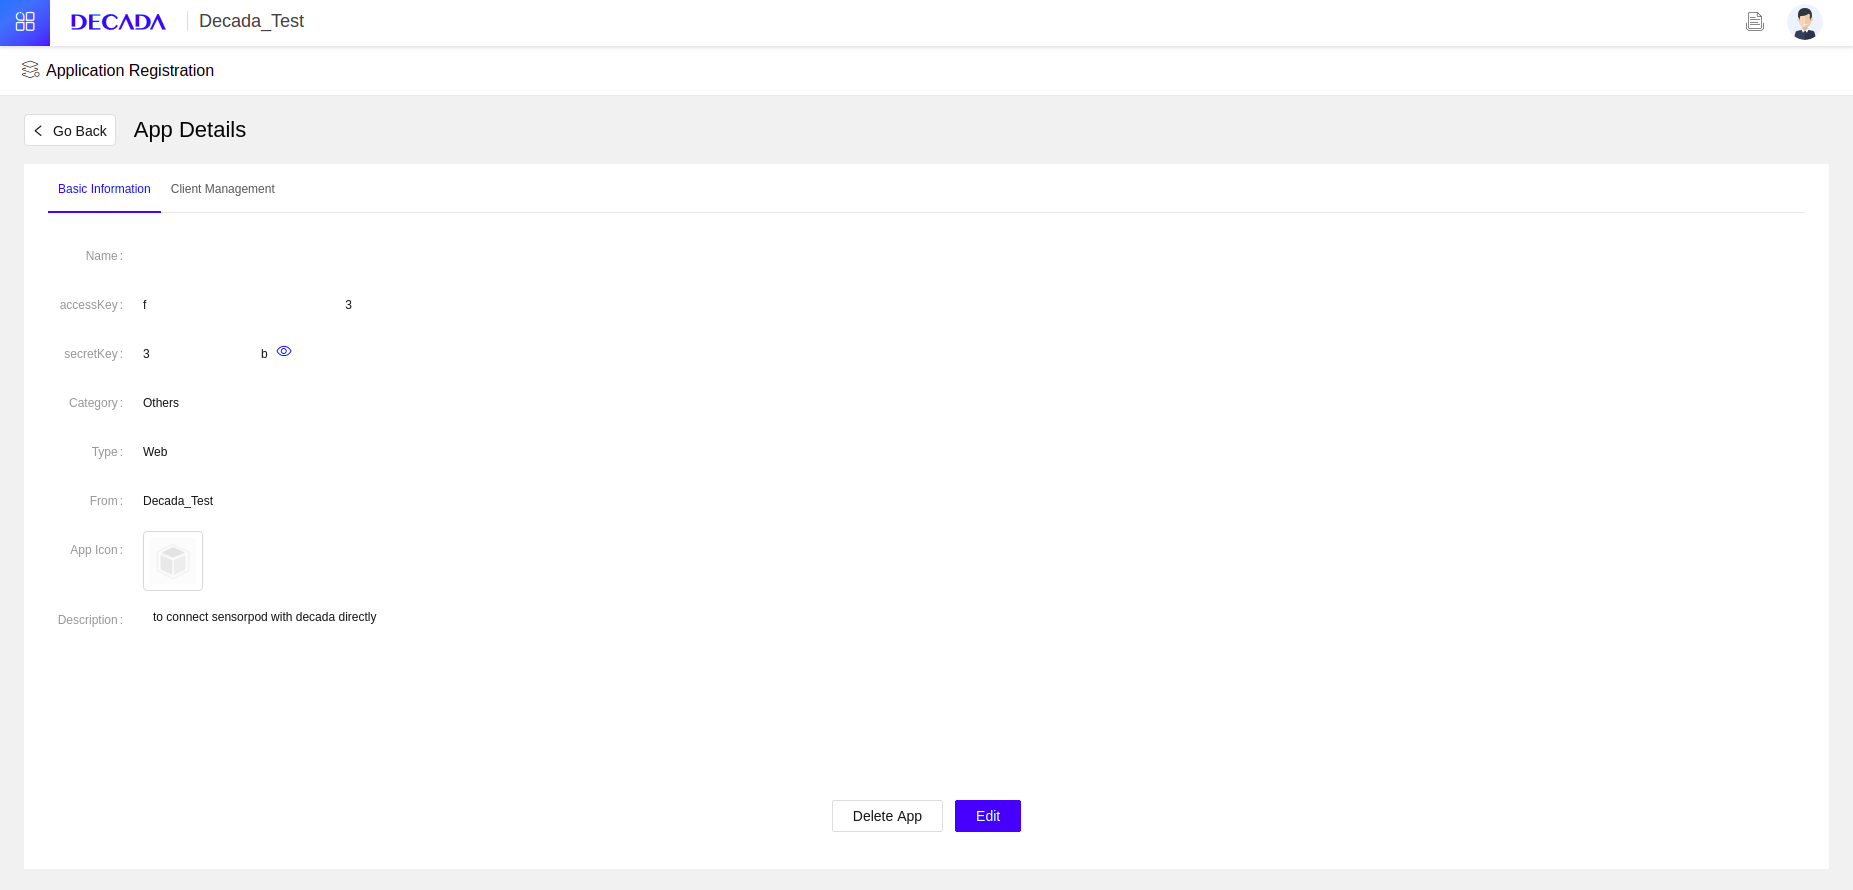 DECADA Decada_Test
Application Registration
Go Back App Details
Basic Information Client Management
Name :
accessKey : f 3
secretKey : 3 b
Category : Others
Type : Web
From : Decada_Test
App Icon :
Description : to connect sensorpod with decada directly
Delete App Edit